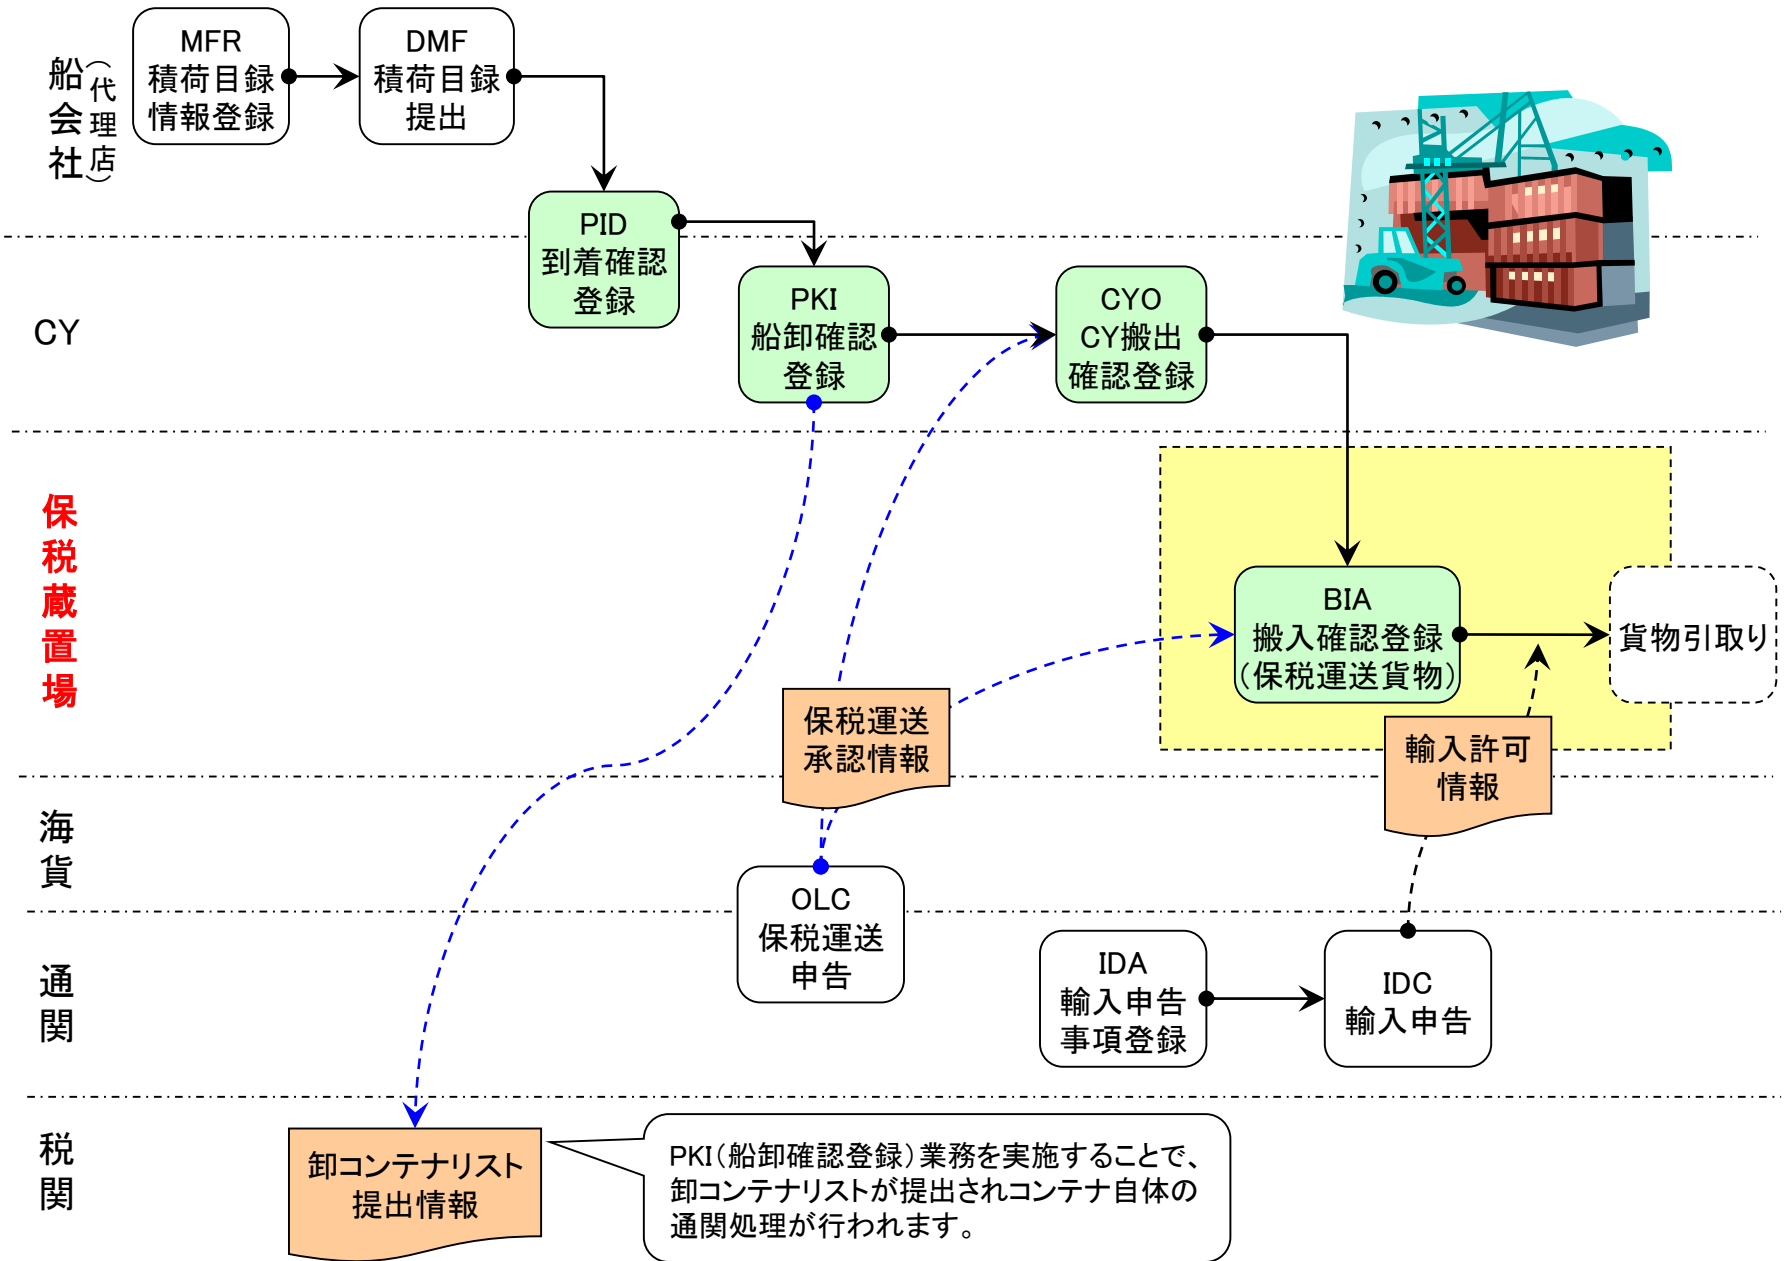 船会社
（代理店）
MFR
積荷目録
情報登録
DMF
積荷目録
提出
PID
到着確認
登録
CY
PKI
船卸確認
登録
CYO
CY搬出
確認登録
保税蔵置場
BIA
搬入確認登録
（保税運送貨物）
貨物引取り
保税運送
承認情報
輸入許可
情報
海貨
OLC
保税運送
申告
通関
IDA
輸入申告
事項登録
IDC
輸入申告
税関
卸コンテナリスト
提出情報
PKI（船卸確認登録）業務を実施することで、
卸コンテナリストが提出されコンテナ自体の
通関処理が行われます。